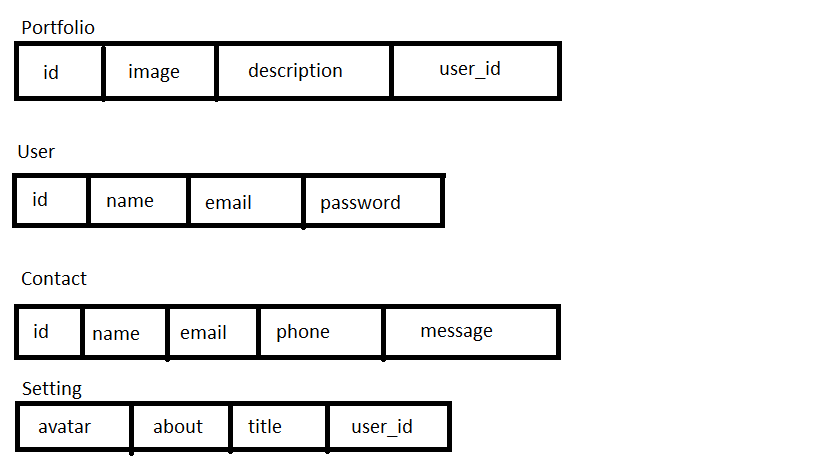 Portfolio
id image description user_id
User
id name email password
Contact
id name email phone message
Setting
avatar about title user_id